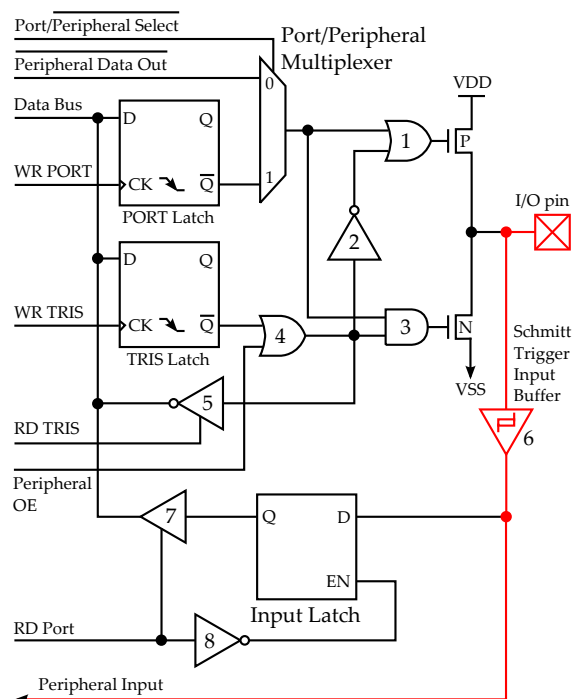 Port/Peripheral Select
Port/Peripheral
Multiplexer
Peripheral Data Out
0
VDD
Data Bus
D
Q
1
P
WR PORT
CK
Q
1
I/O pin
PORT Latch
2
D
Q
WR TRIS
CK
Q
4
3
N
Schmitt
Trigger
Input
Buffer
TRIS Latch
VSS
5
6
RD TRIS
Peripheral
OE
7
Q
D
EN
Input Latch
RD Port
8
Peripheral Input